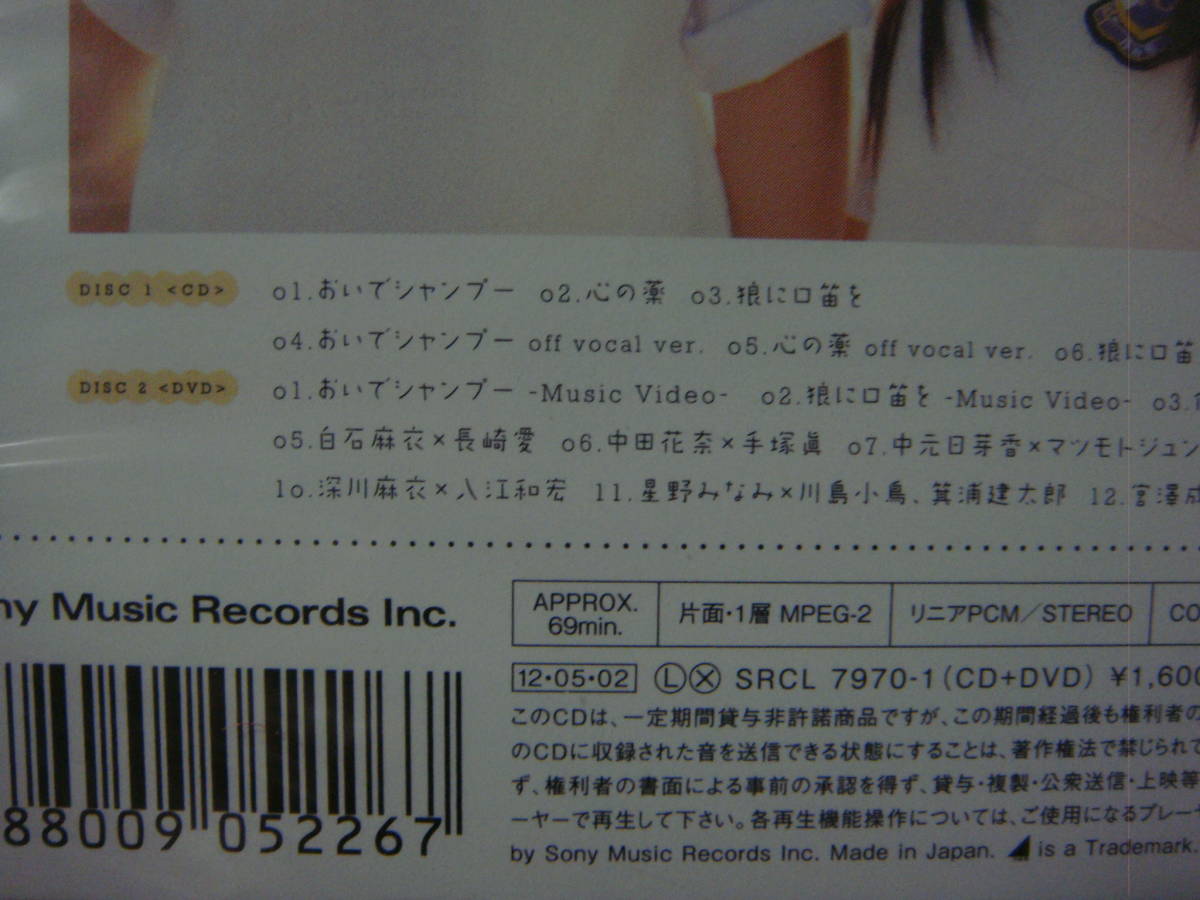 DISC 1 <CD> o1.おいでシャンプー o2.心の薬 o3.狼に口笛を
o4.おいでシャンプー off vocal ver. o5.心の薬 off vocal ver. o6.狼に口笛
DISC 2 <DVD> o1.おいでシャンプー -Music Video- o2.狼に口笛を -Music Video- o3.
o5.白石麻衣×長崎愛 o6.中田花奈×手塚眞 o7.中元日芽香×マツモトジュン
1o.深川麻衣×八江和宏 11.星野みなみ×川島小鳥、箕浦建太郎 12.宮澤成
ny Music Records Inc.
APPROX. 69min. 片面・1層 MPEG-2 リニアPCM/STEREO CO
12・05・02 Ⓛ Ⓧ SRCL 7970-1(CD+DVD) ¥1,600
このCDは、一定期間貸与非許諾商品ですが、この期間経過後も権利者の
のCDに収録された音を送信できる状態にすることは、著作権法で禁じられて
ず、権利者の書面による事前の承認を得ず、貸与・複製・公衆送信・上映等
ーヤーで再生して下さい。各再生機能操作については、ご使用になるプレーヤ
by Sony Music Records Inc. Made in Japan. is a Trademark.
88009 052267